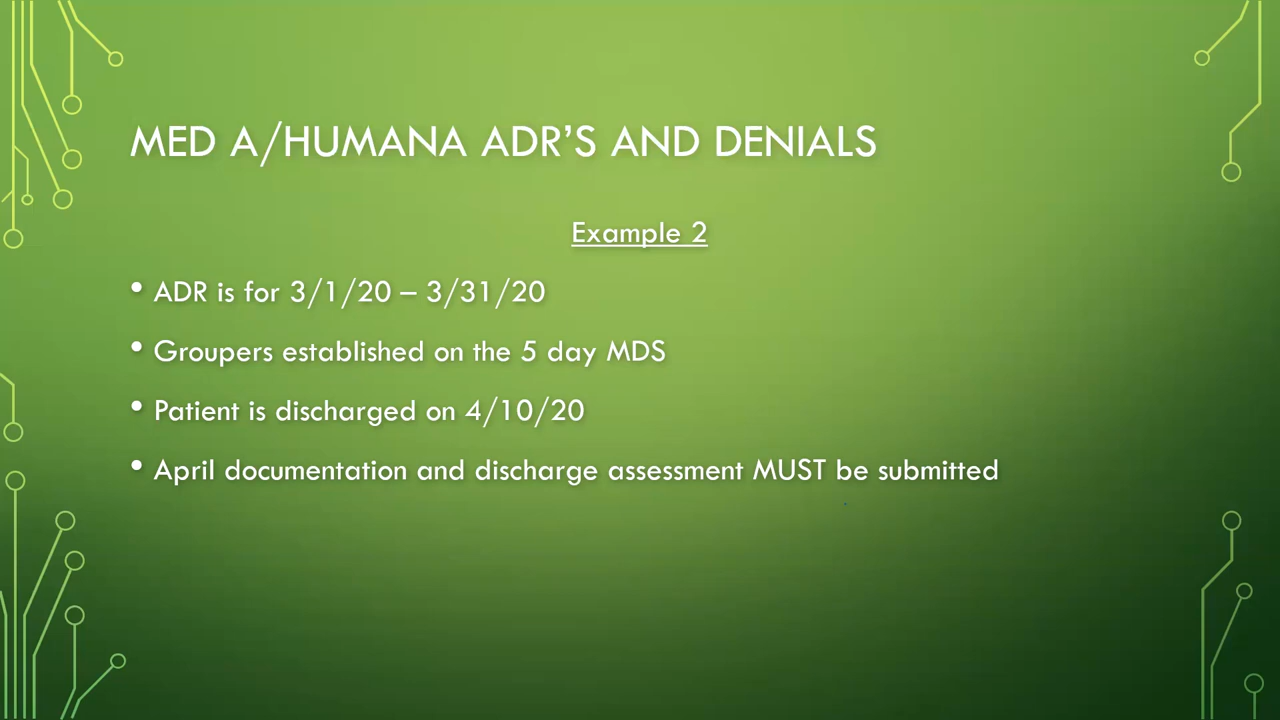 MED A/HUMANA ADR’S AND DENIALS
Example 2
• ADR is for 3/1/20 – 3/31/20
• Groupers established on the 5 day MDS
• Patient is discharged on 4/10/20
• April documentation and discharge assessment MUST be submitted